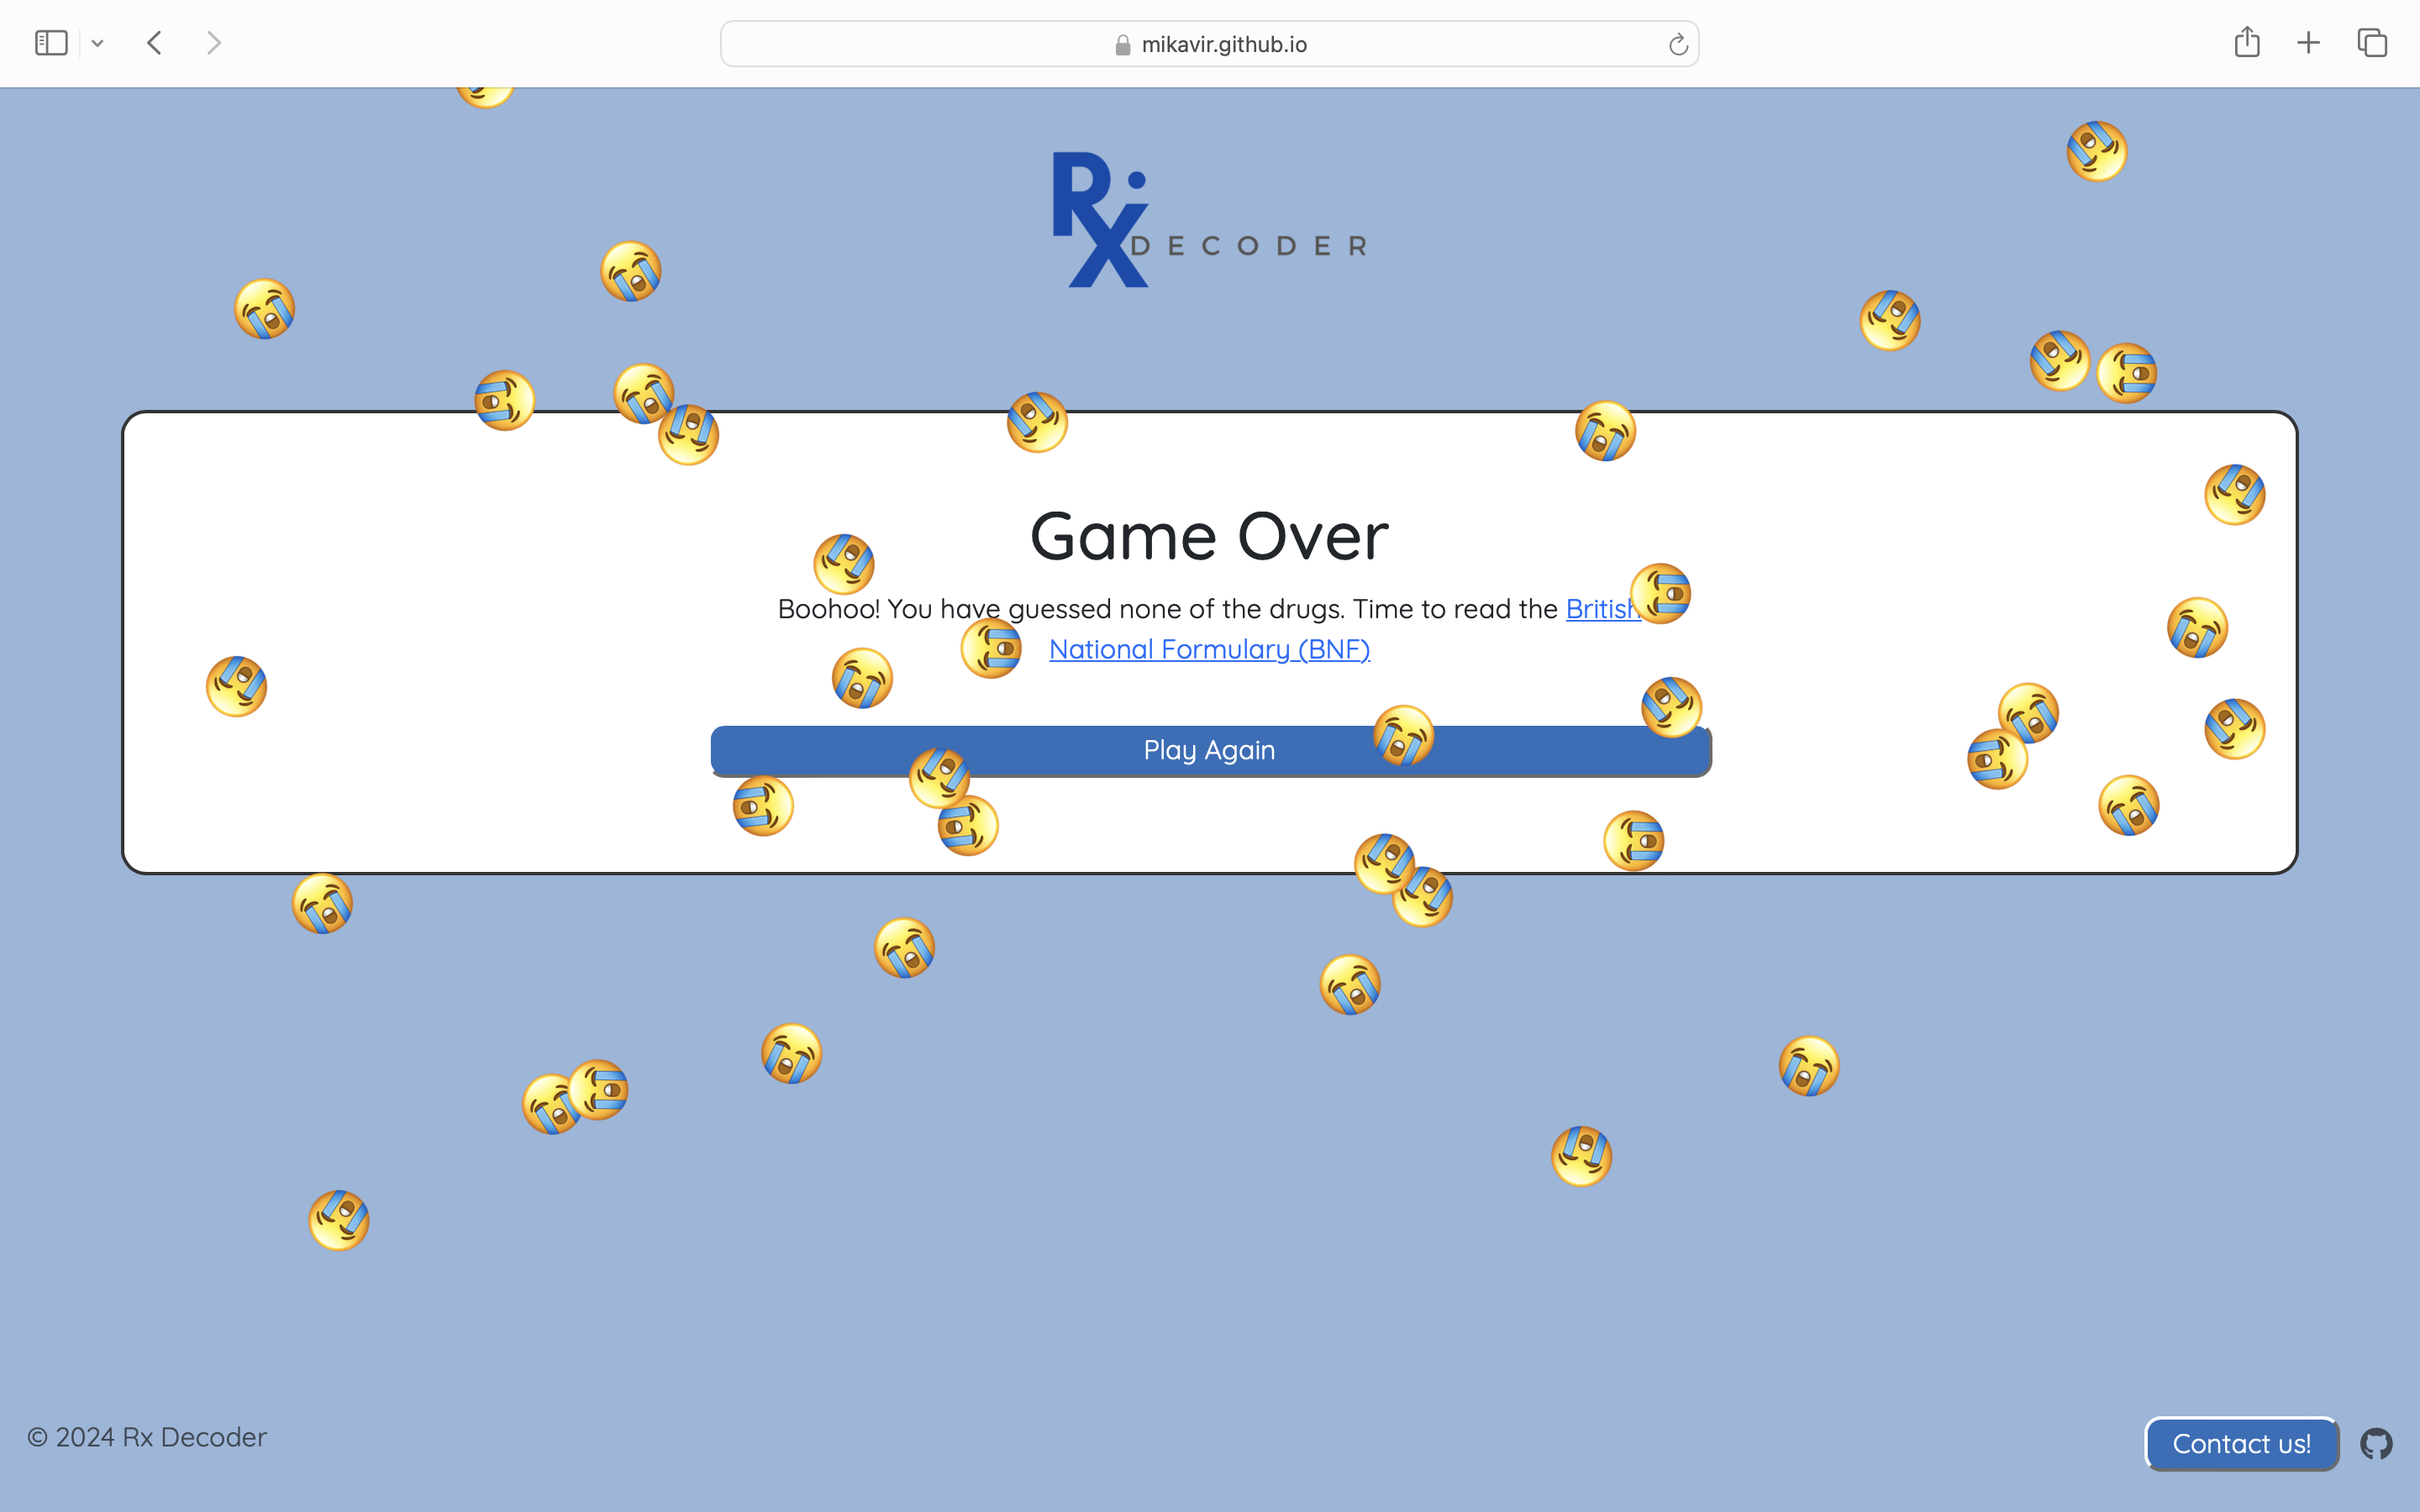 mikavir.github.io
Rx DECODER
Game Over
Boohoo! You have guessed none of the drugs. Time to read the British
National Formulary (BNF)
Play Again
© 2024 Rx Decoder
Contact us!